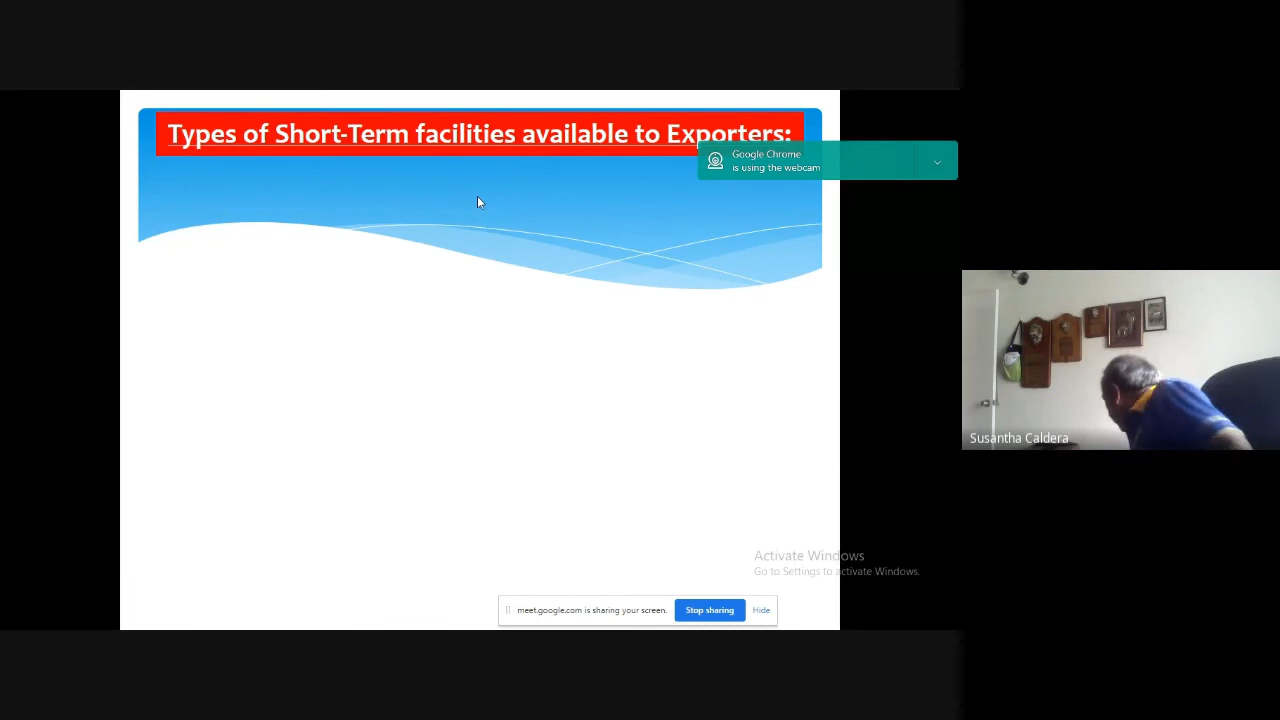 Types of Short-Term facilities available to Exporters:
Google Chrome
is using the webcam
Susantha Caldera
Activate Windows
Go to Settings to activate Windows.
meet.google.com is sharing your screen.
Stop sharing
Hide